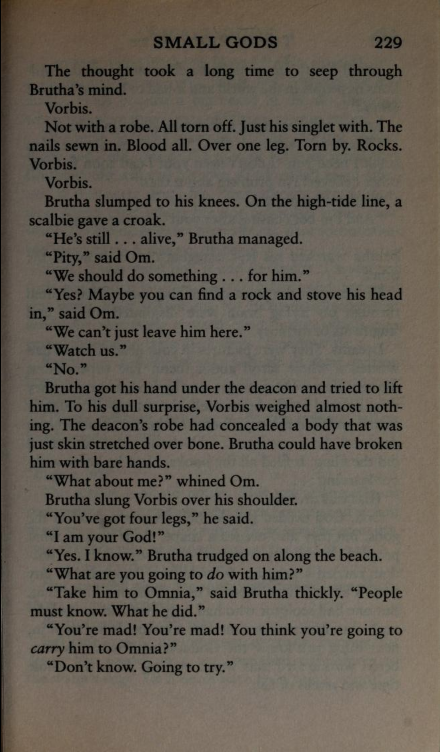 SMALL GODS 229
The thought took a long time to seep through
Brutha's mind.
Vorbis.
Not with a robe. All torn off. Just his singlet with. The
nails sewn in. Blood all. Over one leg. Torn by. Rocks.
Vorbis.
Vorbis.
Brutha slumped to his knees. On the high-tide line, a
scalbie gave a croak.
“He's still . . . alive,” Brutha managed.
“Pity,” said Om.
“We should do something . . . for him.”
“Yes? Maybe you can find a rock and stove his head
in,” said Om.
“We can't just leave him here.”
“Watch us.”
“No.”
Brutha got his hand under the deacon and tried to lift
him. To his dull surprise, Vorbis weighed almost noth-
ing. The deacon's robe had concealed a body that was
just skin stretched over bone. Brutha could have broken
him with bare hands.
“What about me?” whined Om.
Brutha slung Vorbis over his shoulder.
“You've got four legs,” he said.
“I am your God!”
“Yes. I know.” Brutha trudged on along the beach.
“What are you going to do with him?”
“Take him to Omnia,” said Brutha thickly. “People
must know. What he did.”
“You're mad! You're mad! You think you're going to
carry him to Omnia?”
“Don't know. Going to try.”